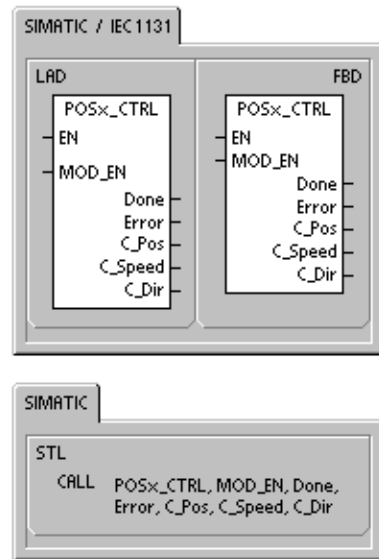 SIMATIC / IEC1131
LAD
FBD
POSx_CTRL
EN
MOD_EN
Done
Error
C_Pos
C_Speed
C_Dir
POSx_CTRL
EN
MOD_EN
Done
Error
C_Pos
C_Speed
C_Dir
SIMATIC
STL
CALL POSx_CTRL, MOD_EN, Done,
Error, C_Pos, C_Speed, C_Dir